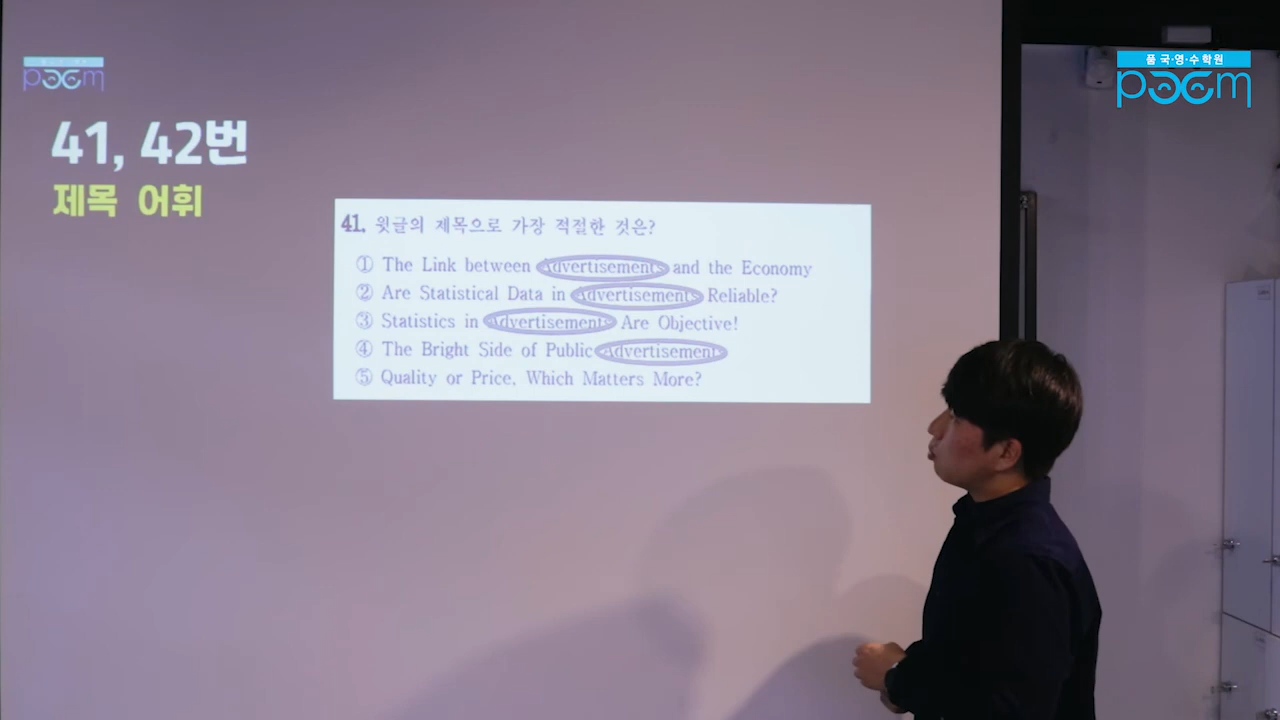 poem
41, 42번
제목 어휘
41. 윗글의 제목으로 가장 적절한 것은?
① The Link between Advertisements and the Economy
② Are Statistical Data in Advertisements Reliable?
③ Statistics in Advertisements Are Objective!
④ The Bright Side of Public Advertisements
⑤ Quality or Price, Which Matters More?
품 국·영·수학원
poem